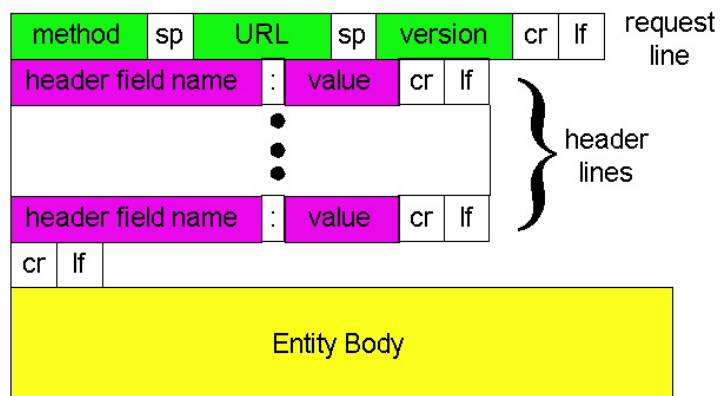 method sp URL sp version cr lf request line
header field name : value cr lf
header lines
header field name : value cr lf
cr lf
Entity Body